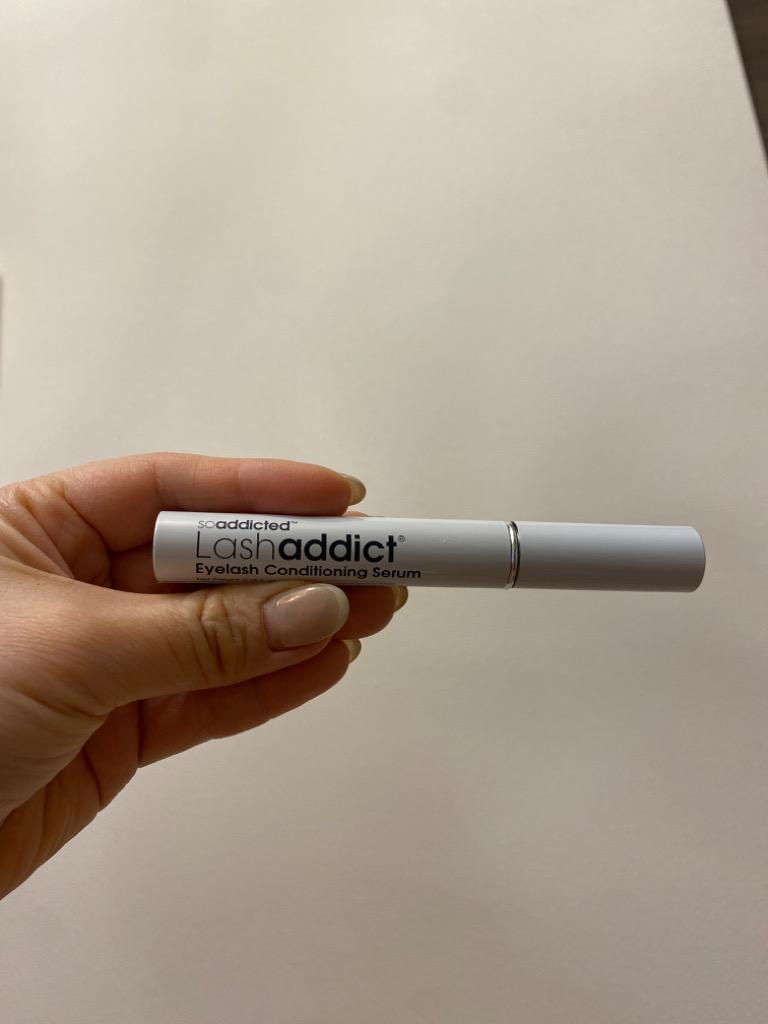 soaddicted™
Lashaddict®
Eyelash Conditioning Serum